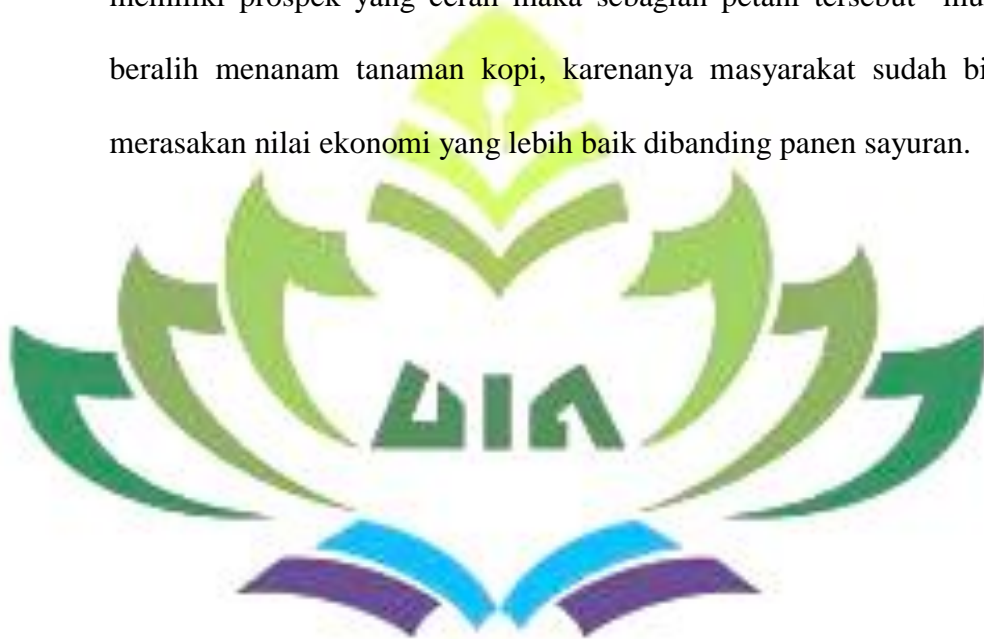 memiliki prospek yang cerah maka sebagian petani tersebut
beralih menanam tanaman kopi, karenanya masyarakat sudah
merasakan nilai ekonomi yang lebih baik dibanding panen sayuran.
UIN